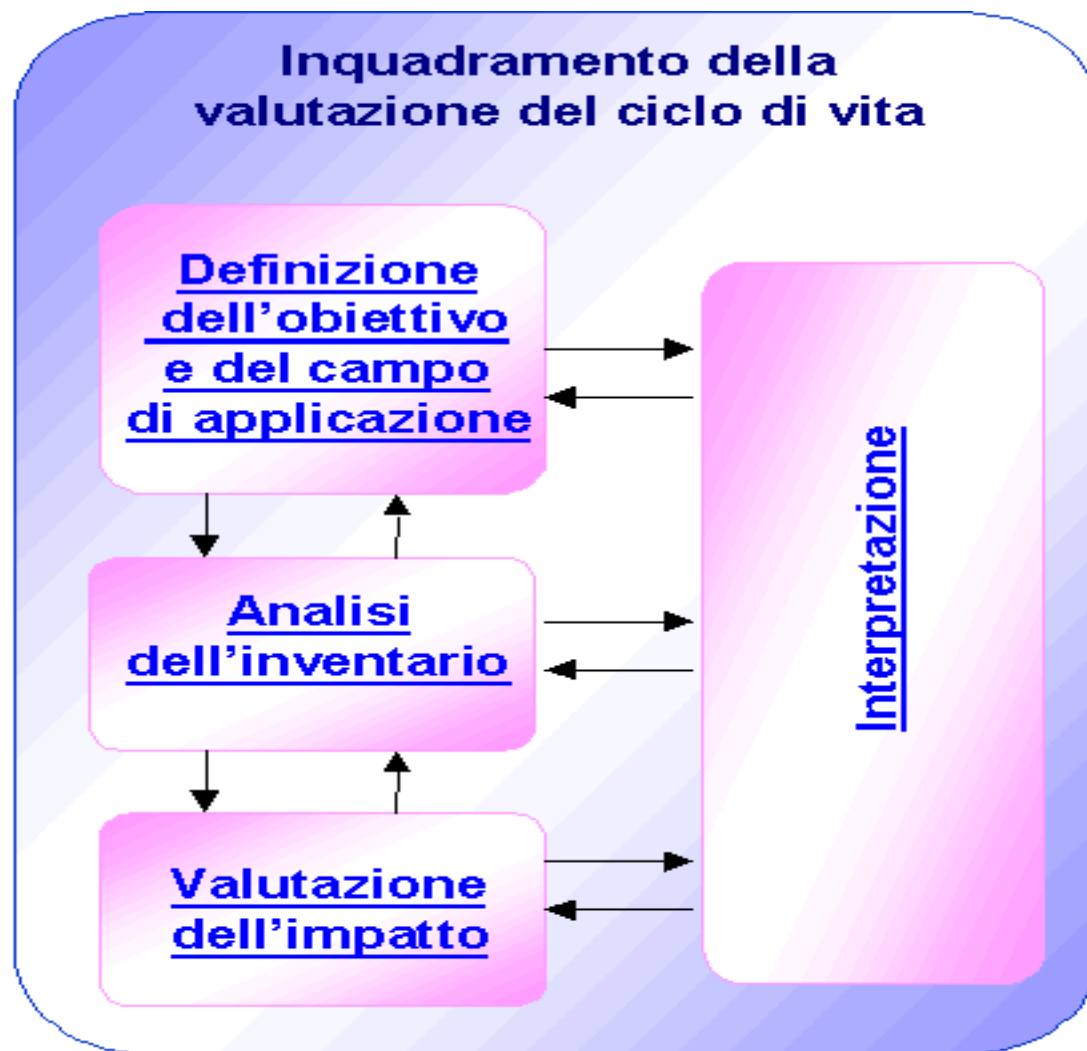 Inquadramento della
valutazione del ciclo di vita
Definizione
dell'obiettivo
e del campo
di applicazione
Analisi
dell'inventario
Valutazione
dell'impatto
Interpretazione